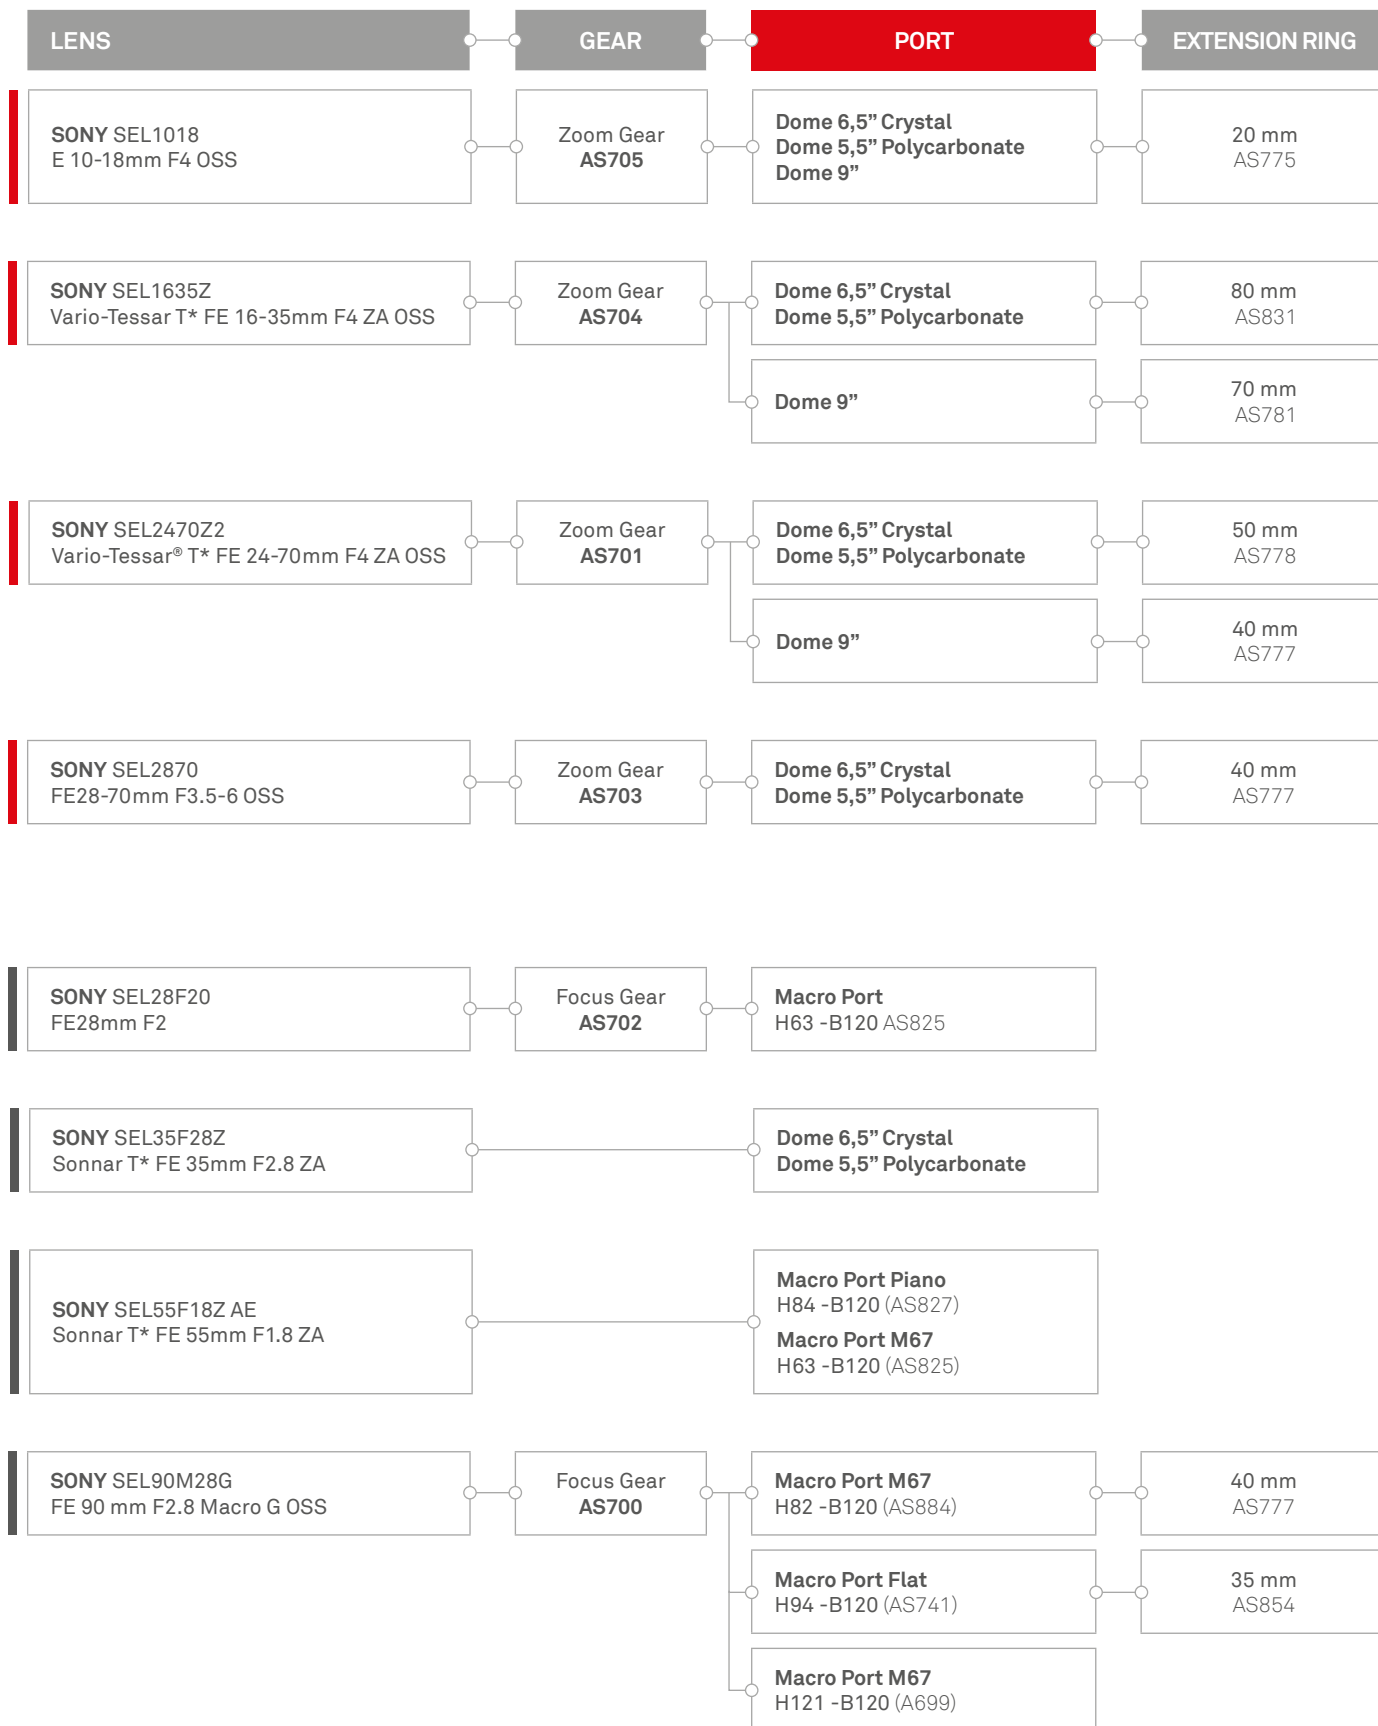 LENS
GEAR
PORT
EXTENSION RING
SONY SEL1018
E 10-18mm F4 OSS
Zoom Gear
AS705
Dome 6,5” Crystal
Dome 5,5” Polycarbonate
Dome 9”
20 mm
AS775
SONY SEL1635Z
Vario-Tessar T* FE 16-35mm F4 ZA OSS
Zoom Gear
AS704
Dome 6,5” Crystal
Dome 5,5” Polycarbonate
80 mm
AS831
Dome 9”
70 mm
AS781
SONY SEL2470Z2
Vario-Tessar® T* FE 24-70mm F4 ZA OSS
Zoom Gear
AS701
Dome 6,5” Crystal
Dome 5,5” Polycarbonate
50 mm
AS778
Dome 9”
40 mm
AS777
SONY SEL2870
FE28-70mm F3.5-6 OSS
Zoom Gear
AS703
Dome 6,5” Crystal
Dome 5,5” Polycarbonate
40 mm
AS777
SONY SEL28F20
FE28mm F2
Focus Gear
AS702
Macro Port
H63 -B120 AS825
SONY SEL35F28Z
Sonnar T* FE 35mm F2.8 ZA
Dome 6,5” Crystal
Dome 5,5” Polycarbonate
SONY SEL55F18Z AE
Sonnar T* FE 55mm F1.8 ZA
Macro Port Piano
H84 -B120 (AS827)
Macro Port M67
H63 -B120 (AS825)
SONY SEL90M28G
FE 90 mm F2.8 Macro G OSS
Focus Gear
AS700
Macro Port M67
H82 -B120 (AS884)
40 mm
AS777
Macro Port Flat
H94 -B120 (AS741)
35 mm
AS854
Macro Port M67
H121 -B120 (A699)